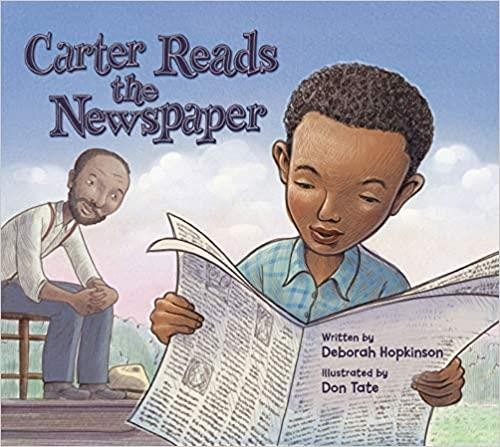 Carter Reads
the
Newspaper
Written by
Deborah Hopkinson
Illustrated by
Don Tate